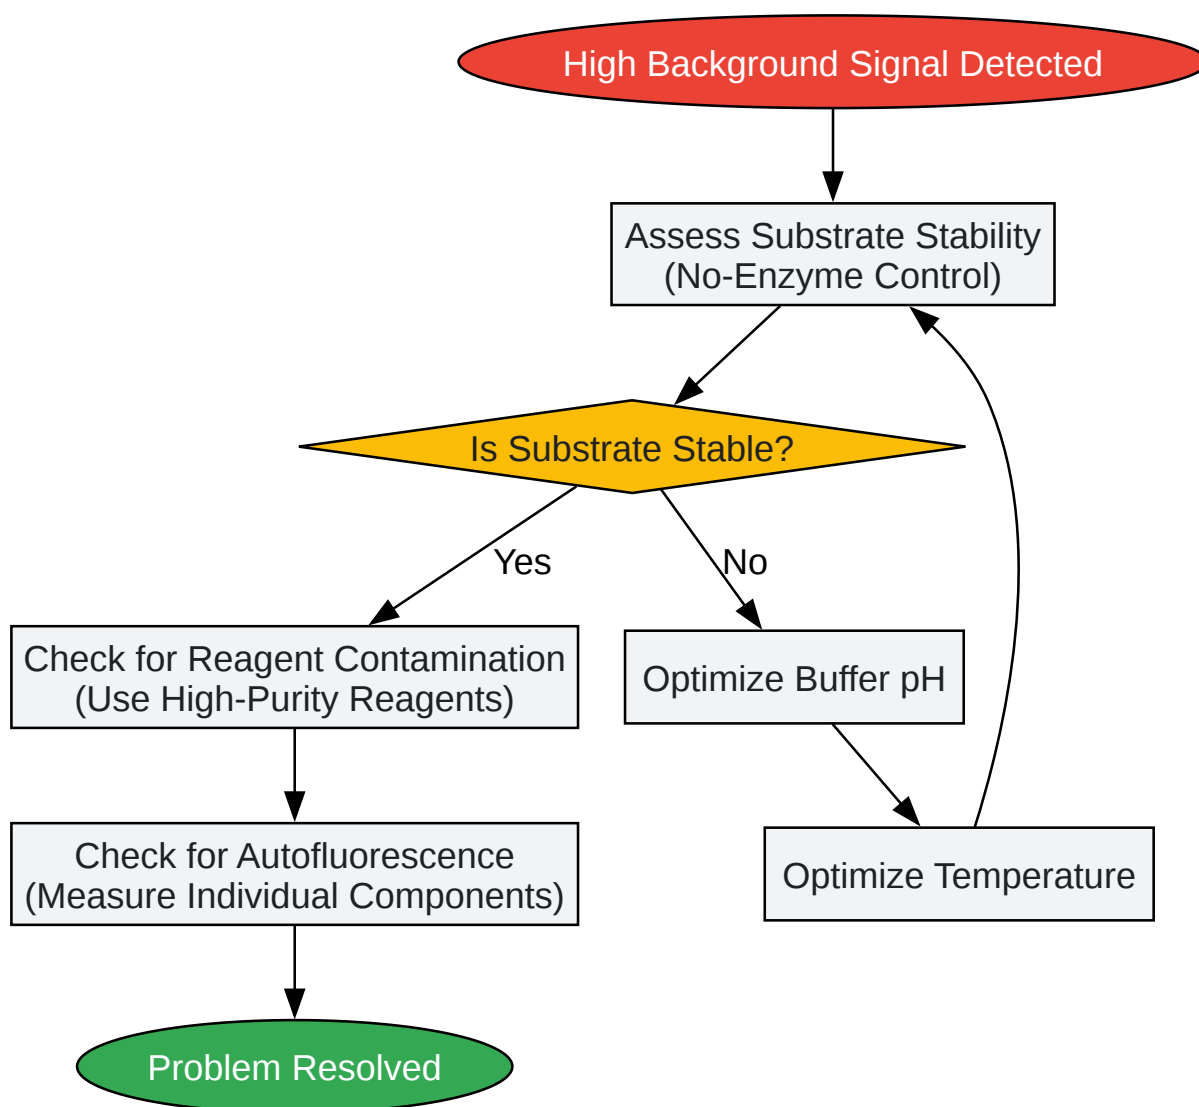 High Background Signal Detected
Assess Substrate Stability
(No-Enzyme Control)
Is Substrate Stable?
Yes
No
Check for Reagent Contamination
(Use High-Purity Reagents)
Optimize Buffer pH
Check for Autofluorescence
(Measure Individual Components)
Optimize Temperature
Problem Resolved